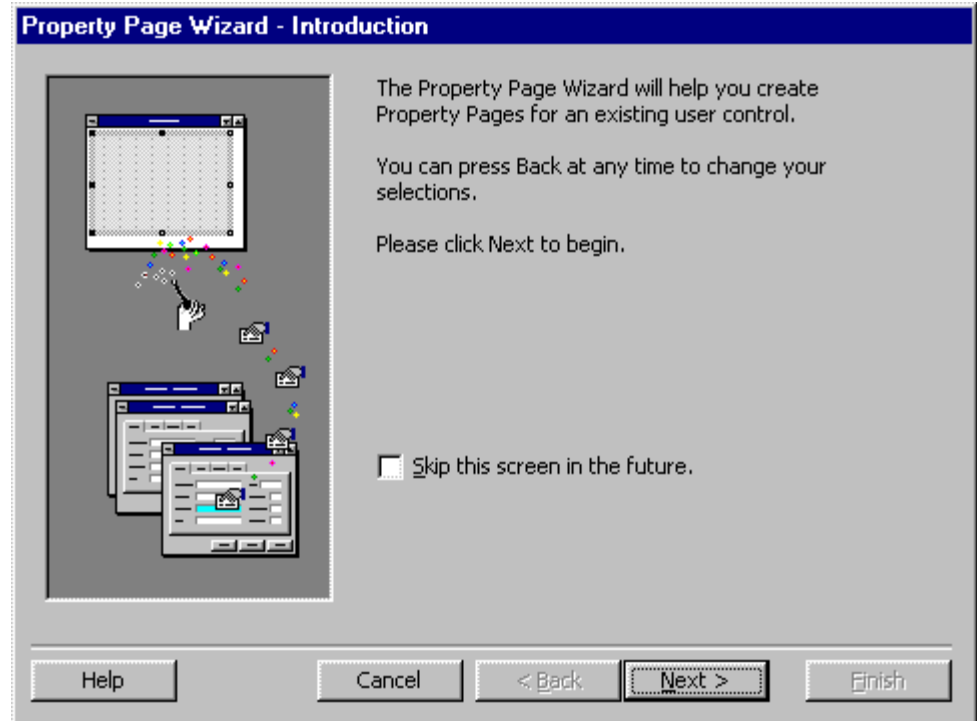 Property Page Wizard - Introduction
The Property Page Wizard will help you create
Property Pages for an existing user control.
You can press Back at any time to change your
selections.
Please click Next to begin.
Skip this screen in the future.
Help
Cancel
< Back
Next >
Finish